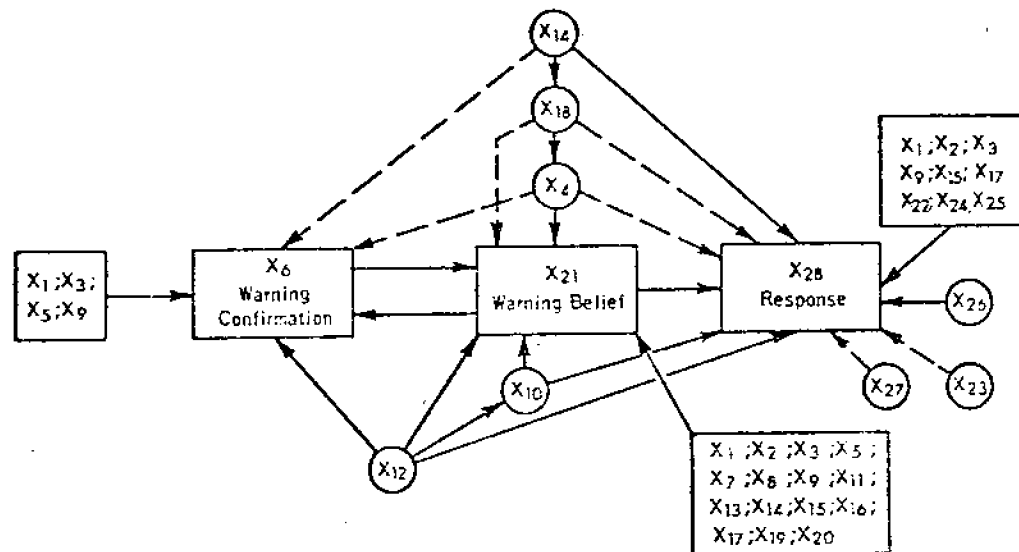 X14
X18
X4
X1;X2;X3
X9;X15;X17
X22;X24,X25
X1;X3;
X5;X9
X6
Warning
Confirmation
X21
Warning Belief
X28
Response
X26
X10
X27
X23
X12
X1;X2;X3;X5;
X7;X8;X9;X11;
X13;X14;X15;X16;
X17;X19;X20